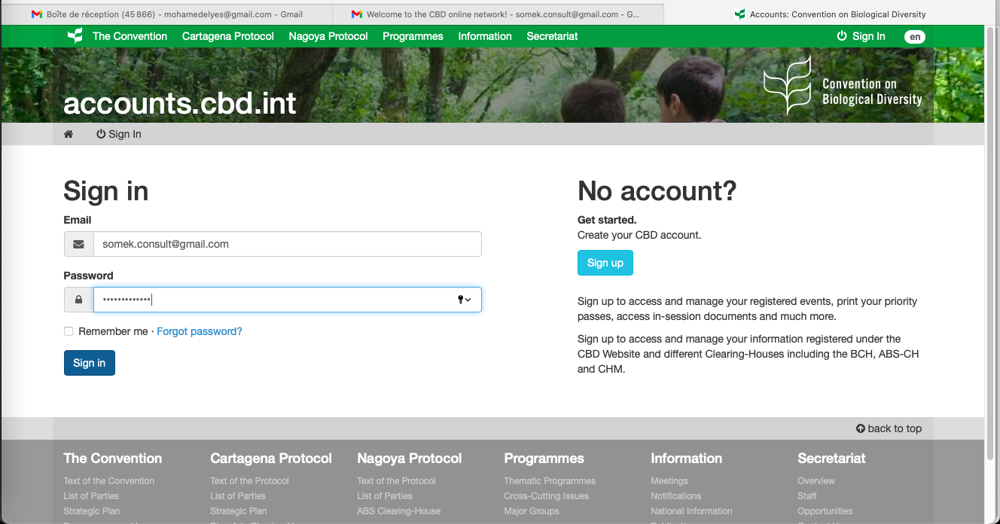 Boîte de réception (45 866) – mohamedelyes@gmail.com – Gmail
Welcome to the CBD online network! – somek.consult@gmail.com – G...
Accounts: Convention on Biological Diversity
The Convention
Cartagena Protocol
Nagoya Protocol
Programmes
Information
Secretariat
Sign In
en
accounts.cbd.int
Convention on
Biological Diversity
Sign In
Sign in
Email
somek.consult@gmail.com
Password
•••••••••••••
Remember me · Forgot password?
Sign in
No account?
Get started.
Create your CBD account.
Sign up
Sign up to access and manage your registered events, print your priority
passes, access in-session documents and much more.
Sign up to access and manage your information registered under the
CBD Website and different Clearing-Houses including the BCH, ABS-CH
and CHM.
back to top
The Convention
Text of the Convention
List of Parties
Strategic Plan
Cartagena Protocol
Text of the Protocol
List of Parties
Strategic Plan
Nagoya Protocol
Text of the Protocol
List of Parties
ABS Clearing-House
Programmes
Thematic Programmes
Cross-Cutting Issues
Major Groups
Information
Meetings
Notifications
National Information
Secretariat
Overview
Staff
Opportunities